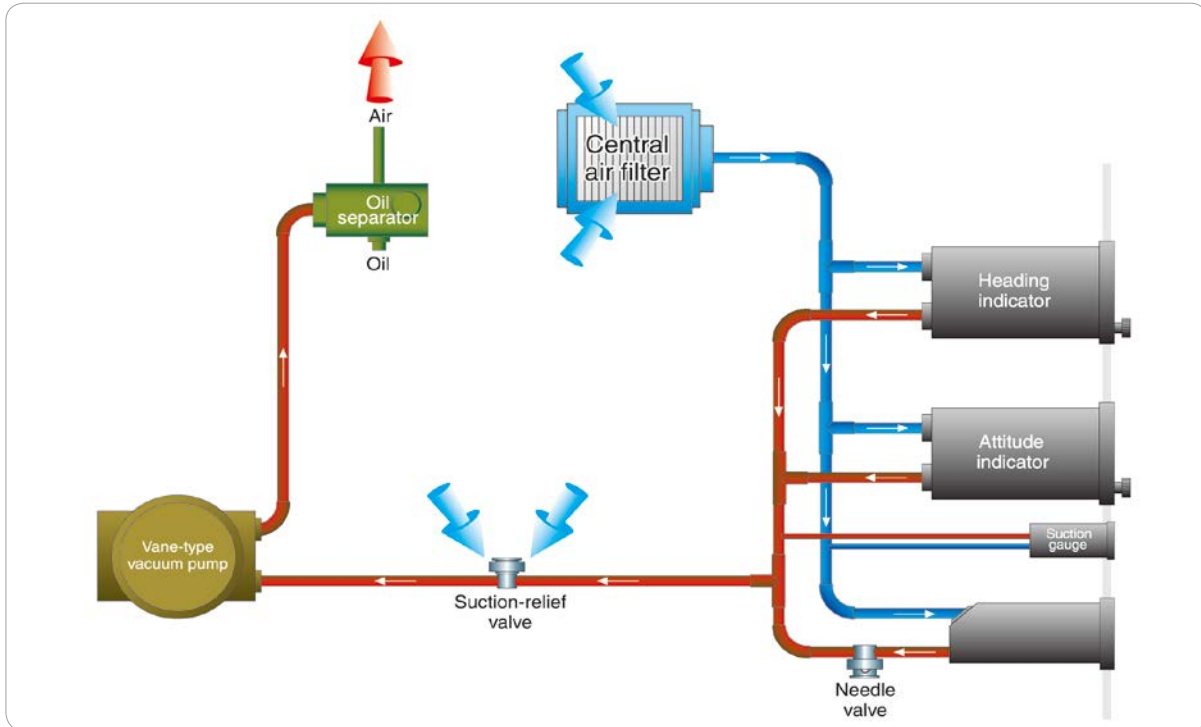 Air
Oil
separator
Oil
Central
air filter
Heading
indicator
Attitude
indicator
Suction
gauge
Vane-type
vacuum pump
Suction-relief
valve
Needle
valve